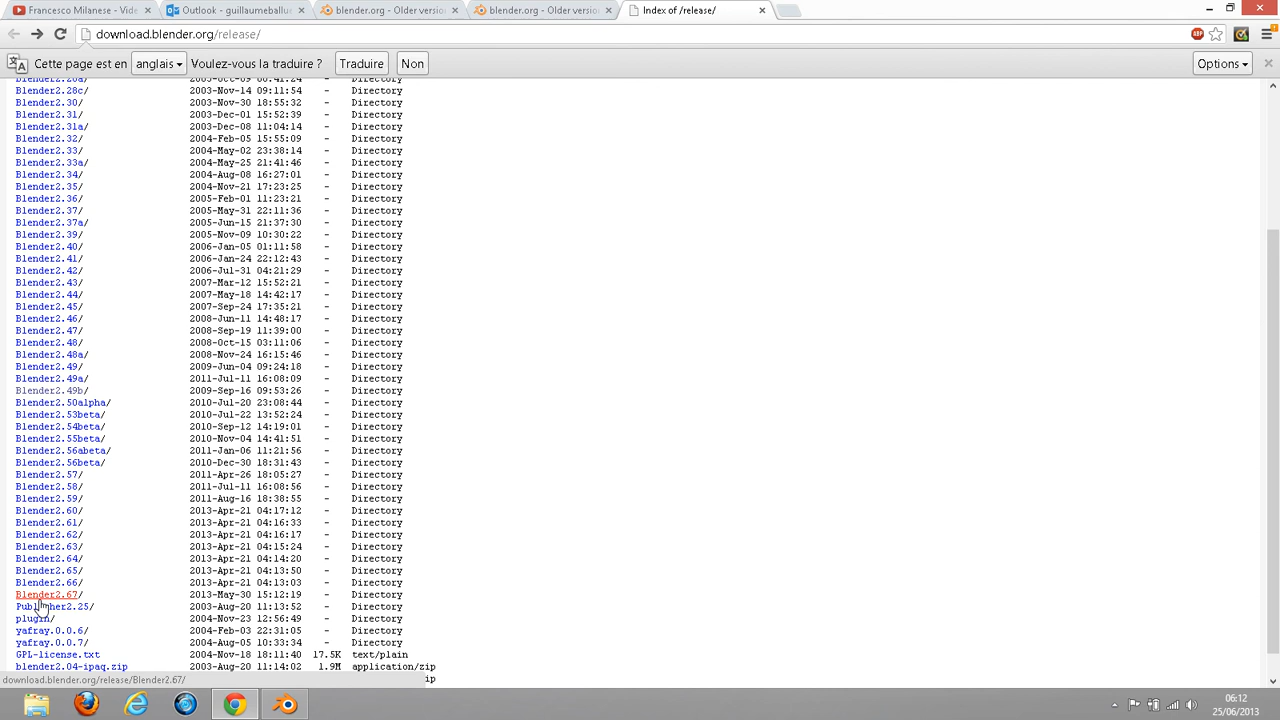 Francesco Milanese - Vide
Outlook - guillaumeballue
blender.org - Older version
blender.org - Older version
Index of /release/
download.blender.org/release/
ABP
Cette page est en anglais Voulez-vous la traduire ? Traduire Non Options
Blender2.28a/ 2003-Oct-09 06:41:24 - Directory
Blender2.28c/ 2003-Nov-14 09:11:54 - Directory
Blender2.30/ 2003-Nov-30 18:55:32 - Directory
Blender2.31/ 2003-Dec-01 15:52:39 - Directory
Blender2.31a/ 2003-Dec-08 11:04:14 - Directory
Blender2.32/ 2004-Feb-05 15:55:09 - Directory
Blender2.33/ 2004-May-02 23:38:14 - Directory
Blender2.33a/ 2004-May-25 21:41:46 - Directory
Blender2.34/ 2004-Aug-08 16:27:01 - Directory
Blender2.35/ 2004-Nov-21 17:23:25 - Directory
Blender2.36/ 2005-Feb-01 11:23:21 - Directory
Blender2.37/ 2005-May-31 22:11:36 - Directory
Blender2.37a/ 2005-Jun-15 21:37:30 - Directory
Blender2.39/ 2005-Nov-09 10:30:22 - Directory
Blender2.40/ 2006-Jan-05 01:11:58 - Directory
Blender2.41/ 2006-Jan-24 22:12:43 - Directory
Blender2.42/ 2006-Jul-31 04:21:29 - Directory
Blender2.43/ 2007-Mar-12 15:52:21 - Directory
Blender2.44/ 2007-May-18 14:42:17 - Directory
Blender2.45/ 2007-Sep-24 17:35:21 - Directory
Blender2.46/ 2008-Jun-11 14:48:17 - Directory
Blender2.47/ 2008-Sep-19 11:39:00 - Directory
Blender2.48/ 2008-Oct-15 03:11:06 - Directory
Blender2.48a/ 2008-Nov-24 16:15:46 - Directory
Blender2.49/ 2009-Jun-04 09:24:18 - Directory
Blender2.49a/ 2011-Jul-11 16:08:09 - Directory
Blender2.49b/ 2009-Sep-16 09:53:26 - Directory
Blender2.50alpha/ 2010-Jul-20 23:08:44 - Directory
Blender2.53beta/ 2010-Jul-22 13:52:24 - Directory
Blender2.54beta/ 2010-Sep-12 14:19:01 - Directory
Blender2.55beta/ 2010-Nov-04 14:41:51 - Directory
Blender2.56abeta/ 2011-Jan-06 11:21:56 - Directory
Blender2.56beta/ 2010-Dec-30 18:31:43 - Directory
Blender2.57/ 2011-Apr-26 18:05:27 - Directory
Blender2.58/ 2011-Jul-11 16:08:56 - Directory
Blender2.59/ 2011-Aug-16 18:38:55 - Directory
Blender2.60/ 2013-Apr-21 04:17:12 - Directory
Blender2.61/ 2013-Apr-21 04:16:33 - Directory
Blender2.62/ 2013-Apr-21 04:16:17 - Directory
Blender2.63/ 2013-Apr-21 04:15:24 - Directory
Blender2.64/ 2013-Apr-21 04:14:20 - Directory
Blender2.65/ 2013-Apr-21 04:13:50 - Directory
Blender2.66/ 2013-Apr-21 04:13:03 - Directory
Blender2.67/ 2013-May-30 15:12:19 - Directory
Publisher2.25/ 2003-Aug-20 11:13:52 - Directory
plugin/ 2004-Nov-23 12:56:49 - Directory
yafray.0.0.6/ 2004-Feb-03 22:31:05 - Directory
yafray.0.0.7/ 2004-Aug-05 10:33:34 - Directory
GPL-license.txt 2004-Nov-18 18:11:40 17.5K text/plain
blender2.04-ipaq.zip 2003-Aug-20 11:14:02 1.9M application/zip
download.blender.org/release/Blender2.67/ ip
06:12
25/06/2013